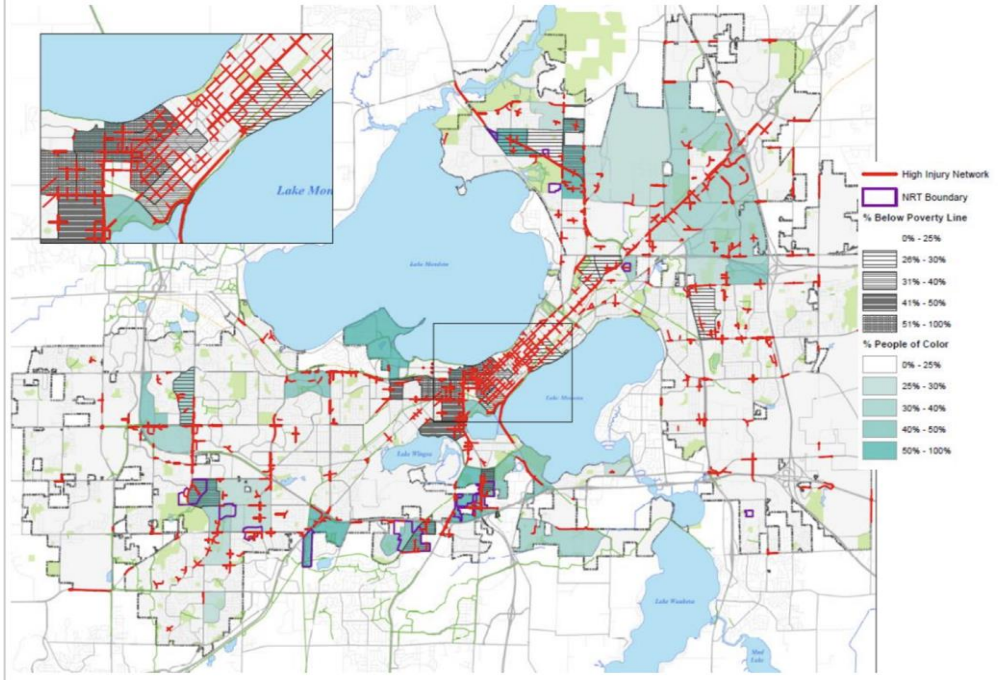 Lake Mon
Lake Mendota
Lake Monona
Lake Wingra
Lake Waubesa
Mud
Lake
High Injury Network
NRT Boundary
% Below Poverty Line
0% - 25%
26% - 30%
31% - 40%
41% - 50%
51% - 100%
% People of Color
0% - 25%
25% - 30%
30% - 40%
40% - 50%
50% - 100%